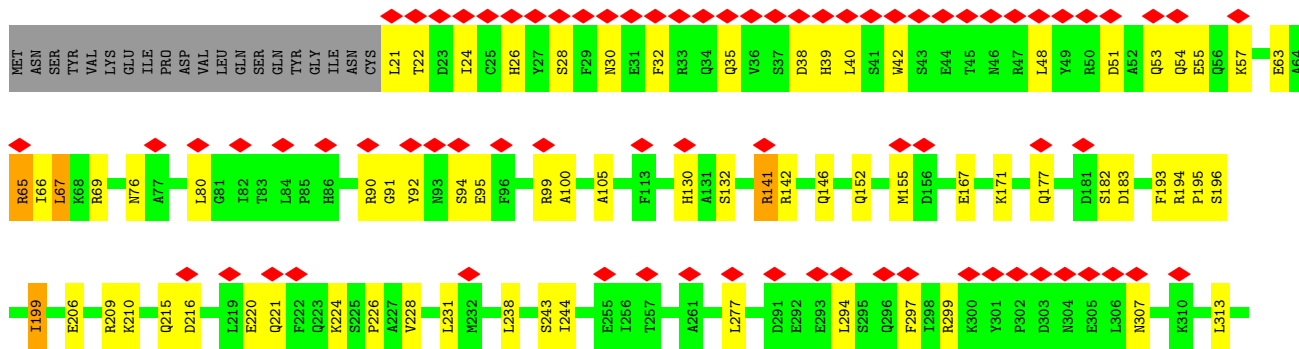 MET ASN SER TYR VAL LYS GLU ILE PRO ASP VAL LEU GLN SER GLN TYR GLY ILE ASN CYS L21 T22 D23 I24 C25 H26 Y27 S28 F29 N30 E31 F32 R33 Q34 Q35 V36 S37 D38 H39 L40 S41 W42 S43 E44 T45 N46 R47 L48 Y49 R50 D51 A52 Q53 Q54 E55 Q56 K57 E63 A64
R65 I66 L67 K68 R69 N76 A77 L80 G81 I82 T83 L84 P85 H86 R90 G91 Y92 N93 S94 E95 F96 R99 A100 A105 F113 H130 A131 S132 R141 R142 Q146 Q152 M155 D156 E167 K171 Q177 D181 S182 D183 F193 R194 P195 S196
I199 E206 R209 K210 Q215 D216 L219 E220 Q221 F222 Q223 K224 S225 P226 A227 V228 L231 M232 L238 S243 I244 E255 I256 T257 A261 L277 D291 E292 E293 L294 S295 Q296 F297 I298 R299 K300 Y301 P302 D303 N304 E305 L306 N307 K310 L313